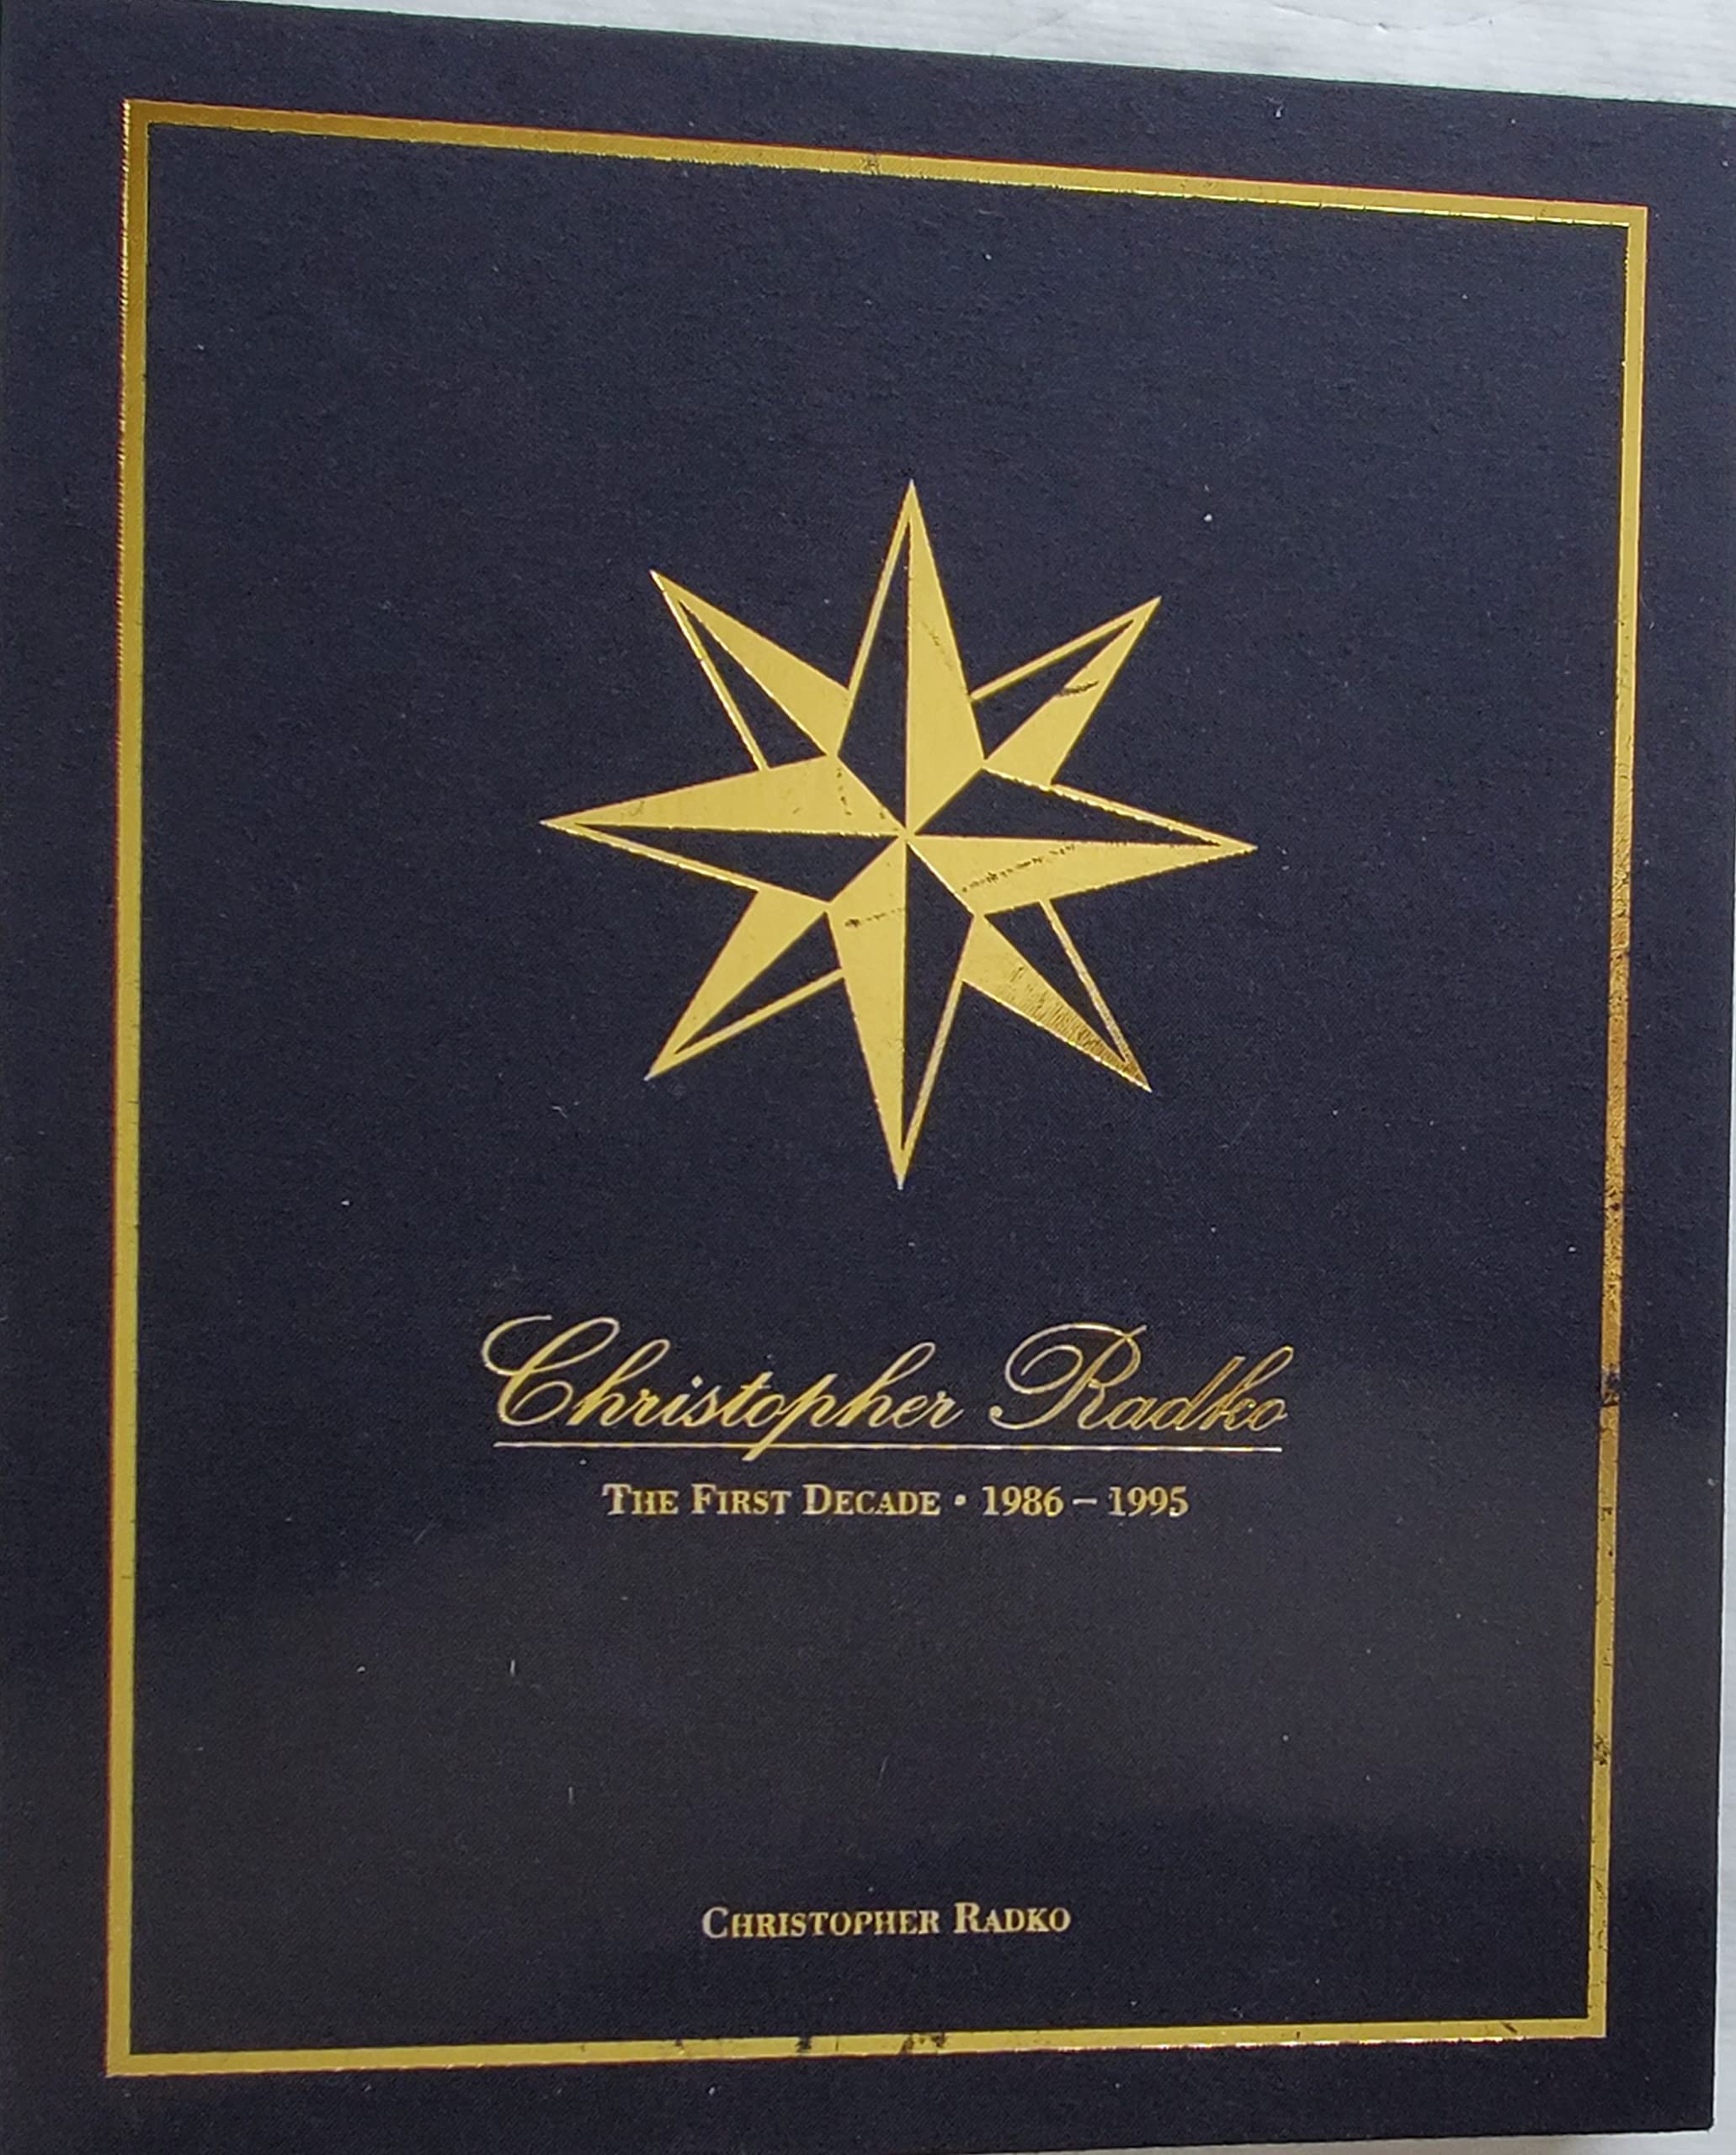 Christopher Radko
THE FIRST DECADE • 1986 – 1995
CHRISTOPHER RADKO